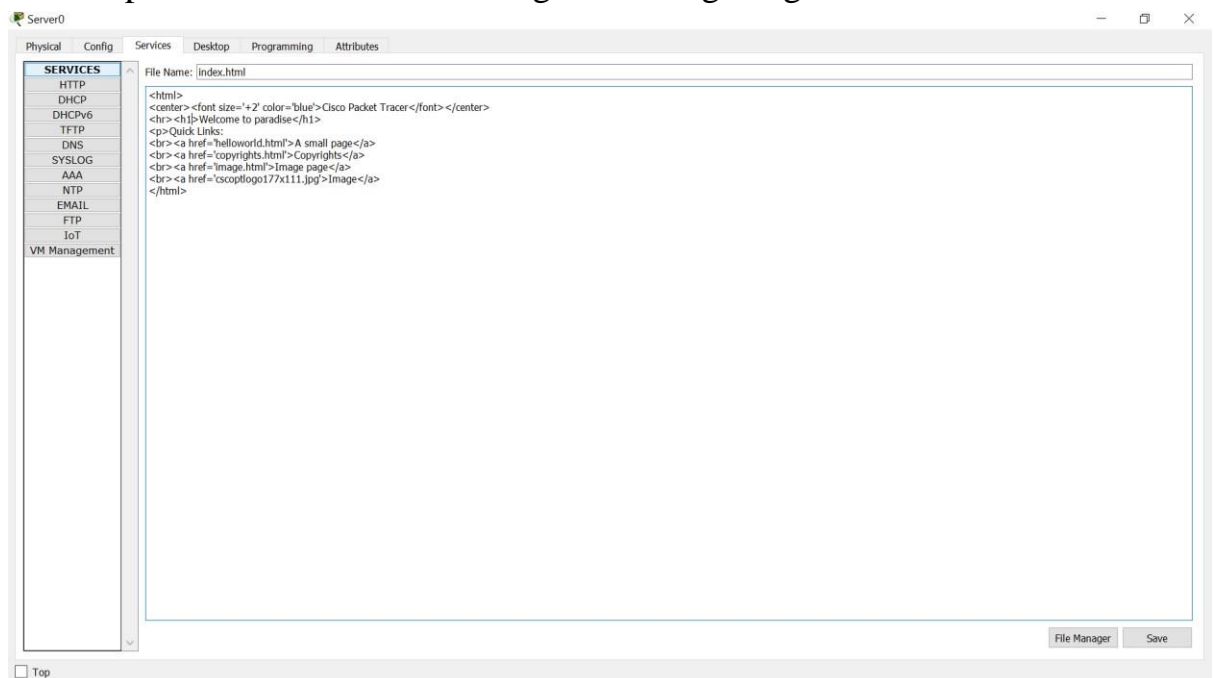 Server0
Physical Config Services Desktop Programming Attributes
SERVICES
HTTP
DHCP
DHCPv6
TFTP
DNS
SYSLOG
AAA
NTP
EMAIL
FTP
IoT
VM Management
File Name: index.html
<html>
<center><font size='+2' color='blue'>Cisco Packet Tracer</font></center>
<hr><h1>Welcome to paradise</h1>
<p>Quick Links:
<br><a href='helloworld.html'>A small page</a>
<br><a href='copyrights.html'>Copyrights</a>
<br><a href='image.html'>Image page</a>
<br><a href='cscoptlogo177x111.jpg'>Image</a>
</html>
File Manager Save
Top